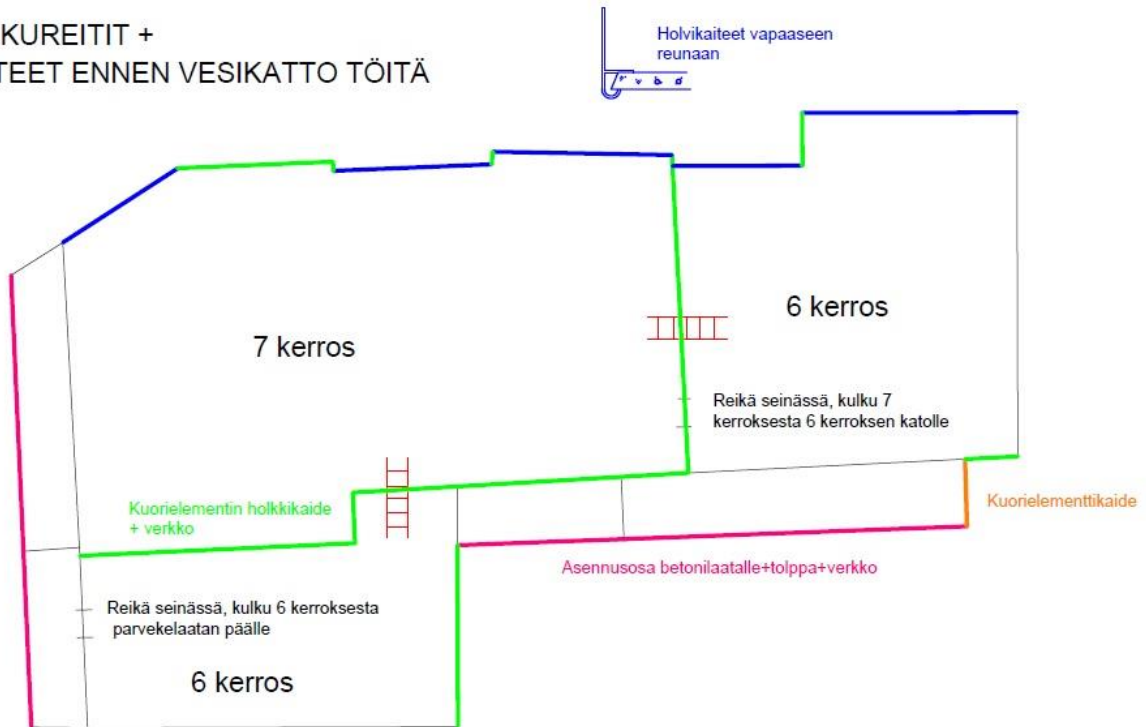 KUREITIT +
TEET ENNEN VESIKATTO TÖITÄ
Holvikaiteet vapaaseen
reunaan
7 kerros
6 kerros
Reikä seinässä, kulku 7
kerroksesta 6 kerroksen katolle
Kuorielementin holkkikaide
+ verkko
Kuorielementtikaide
Asennusosa betonilaatalle+tolppa+verkko
Reikä seinässä, kulku 6 kerroksesta
parvekelaatan päälle
6 kerros